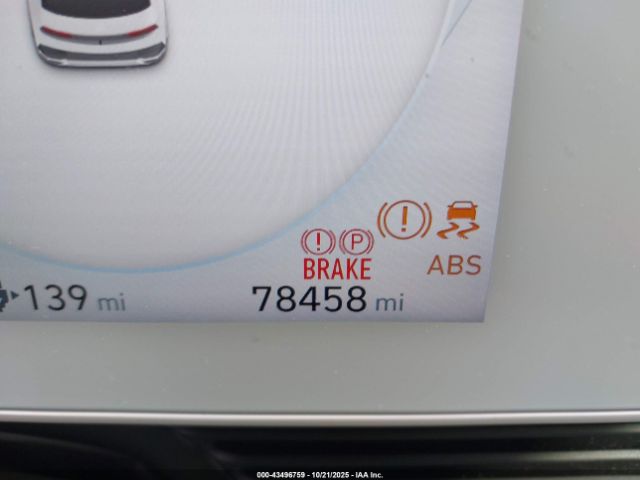 P
BRAKE
ABS
139 mi
78458 mi
000-43496759 - 10/21/2025 - IAA Inc.